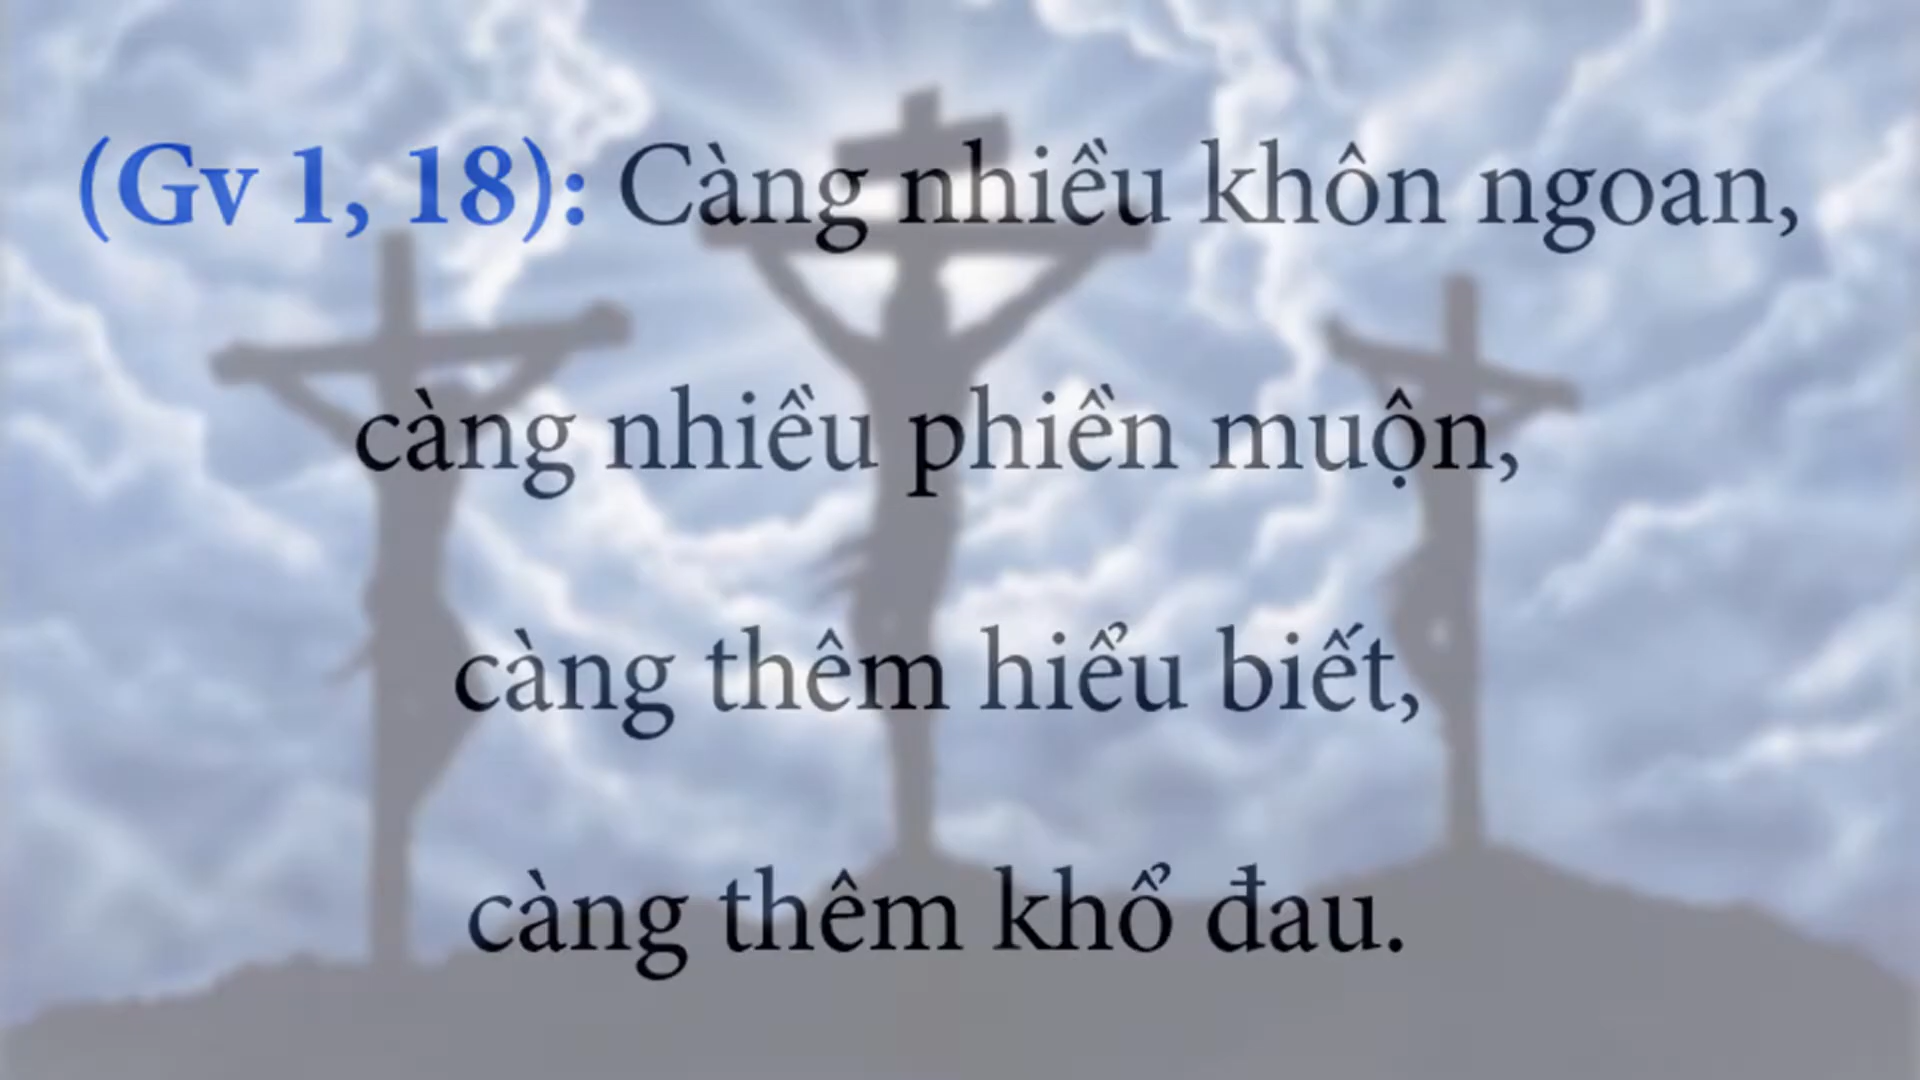 (Gv 1, 18): Càng nhiều khôn ngoan,
càng nhiều phiền muộn,
càng thêm hiểu biết,
càng thêm khổ đau.